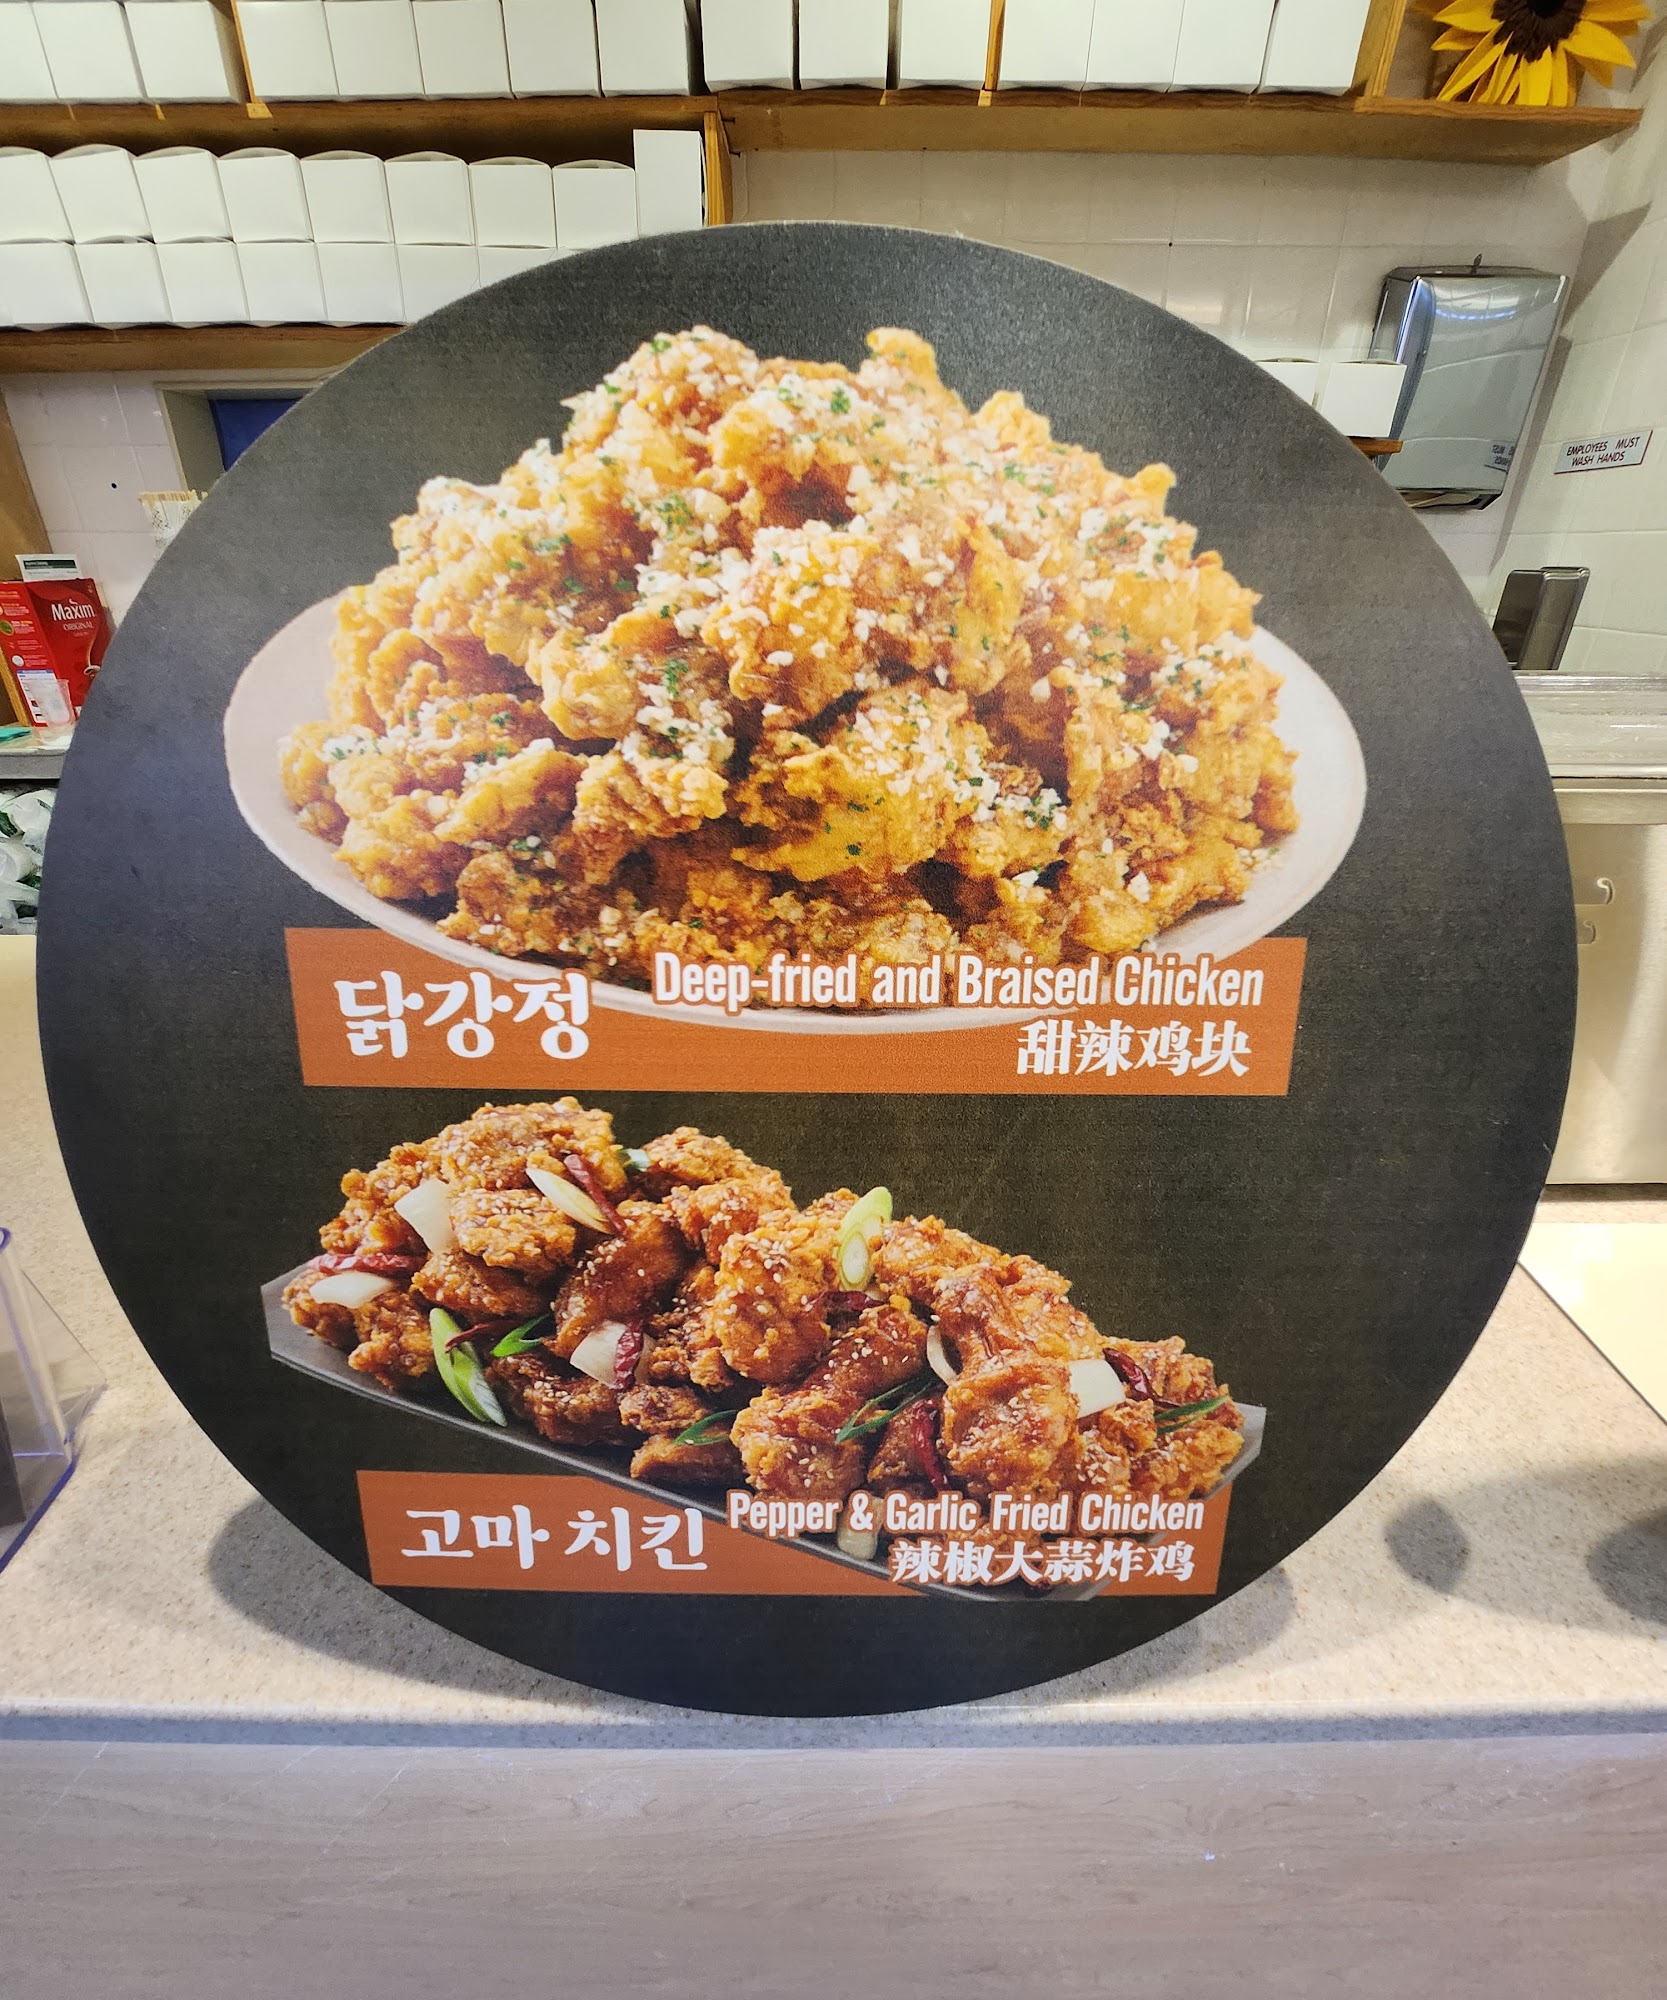 Maxim
ORIGINAL
EMPLOYEES MUST
WASH HANDS
닭강정
Deep-fried and Braised Chicken
甜辣鸡块
고마 치킨
Pepper & Garlic Fried Chicken
辣椒大蒜炸鸡